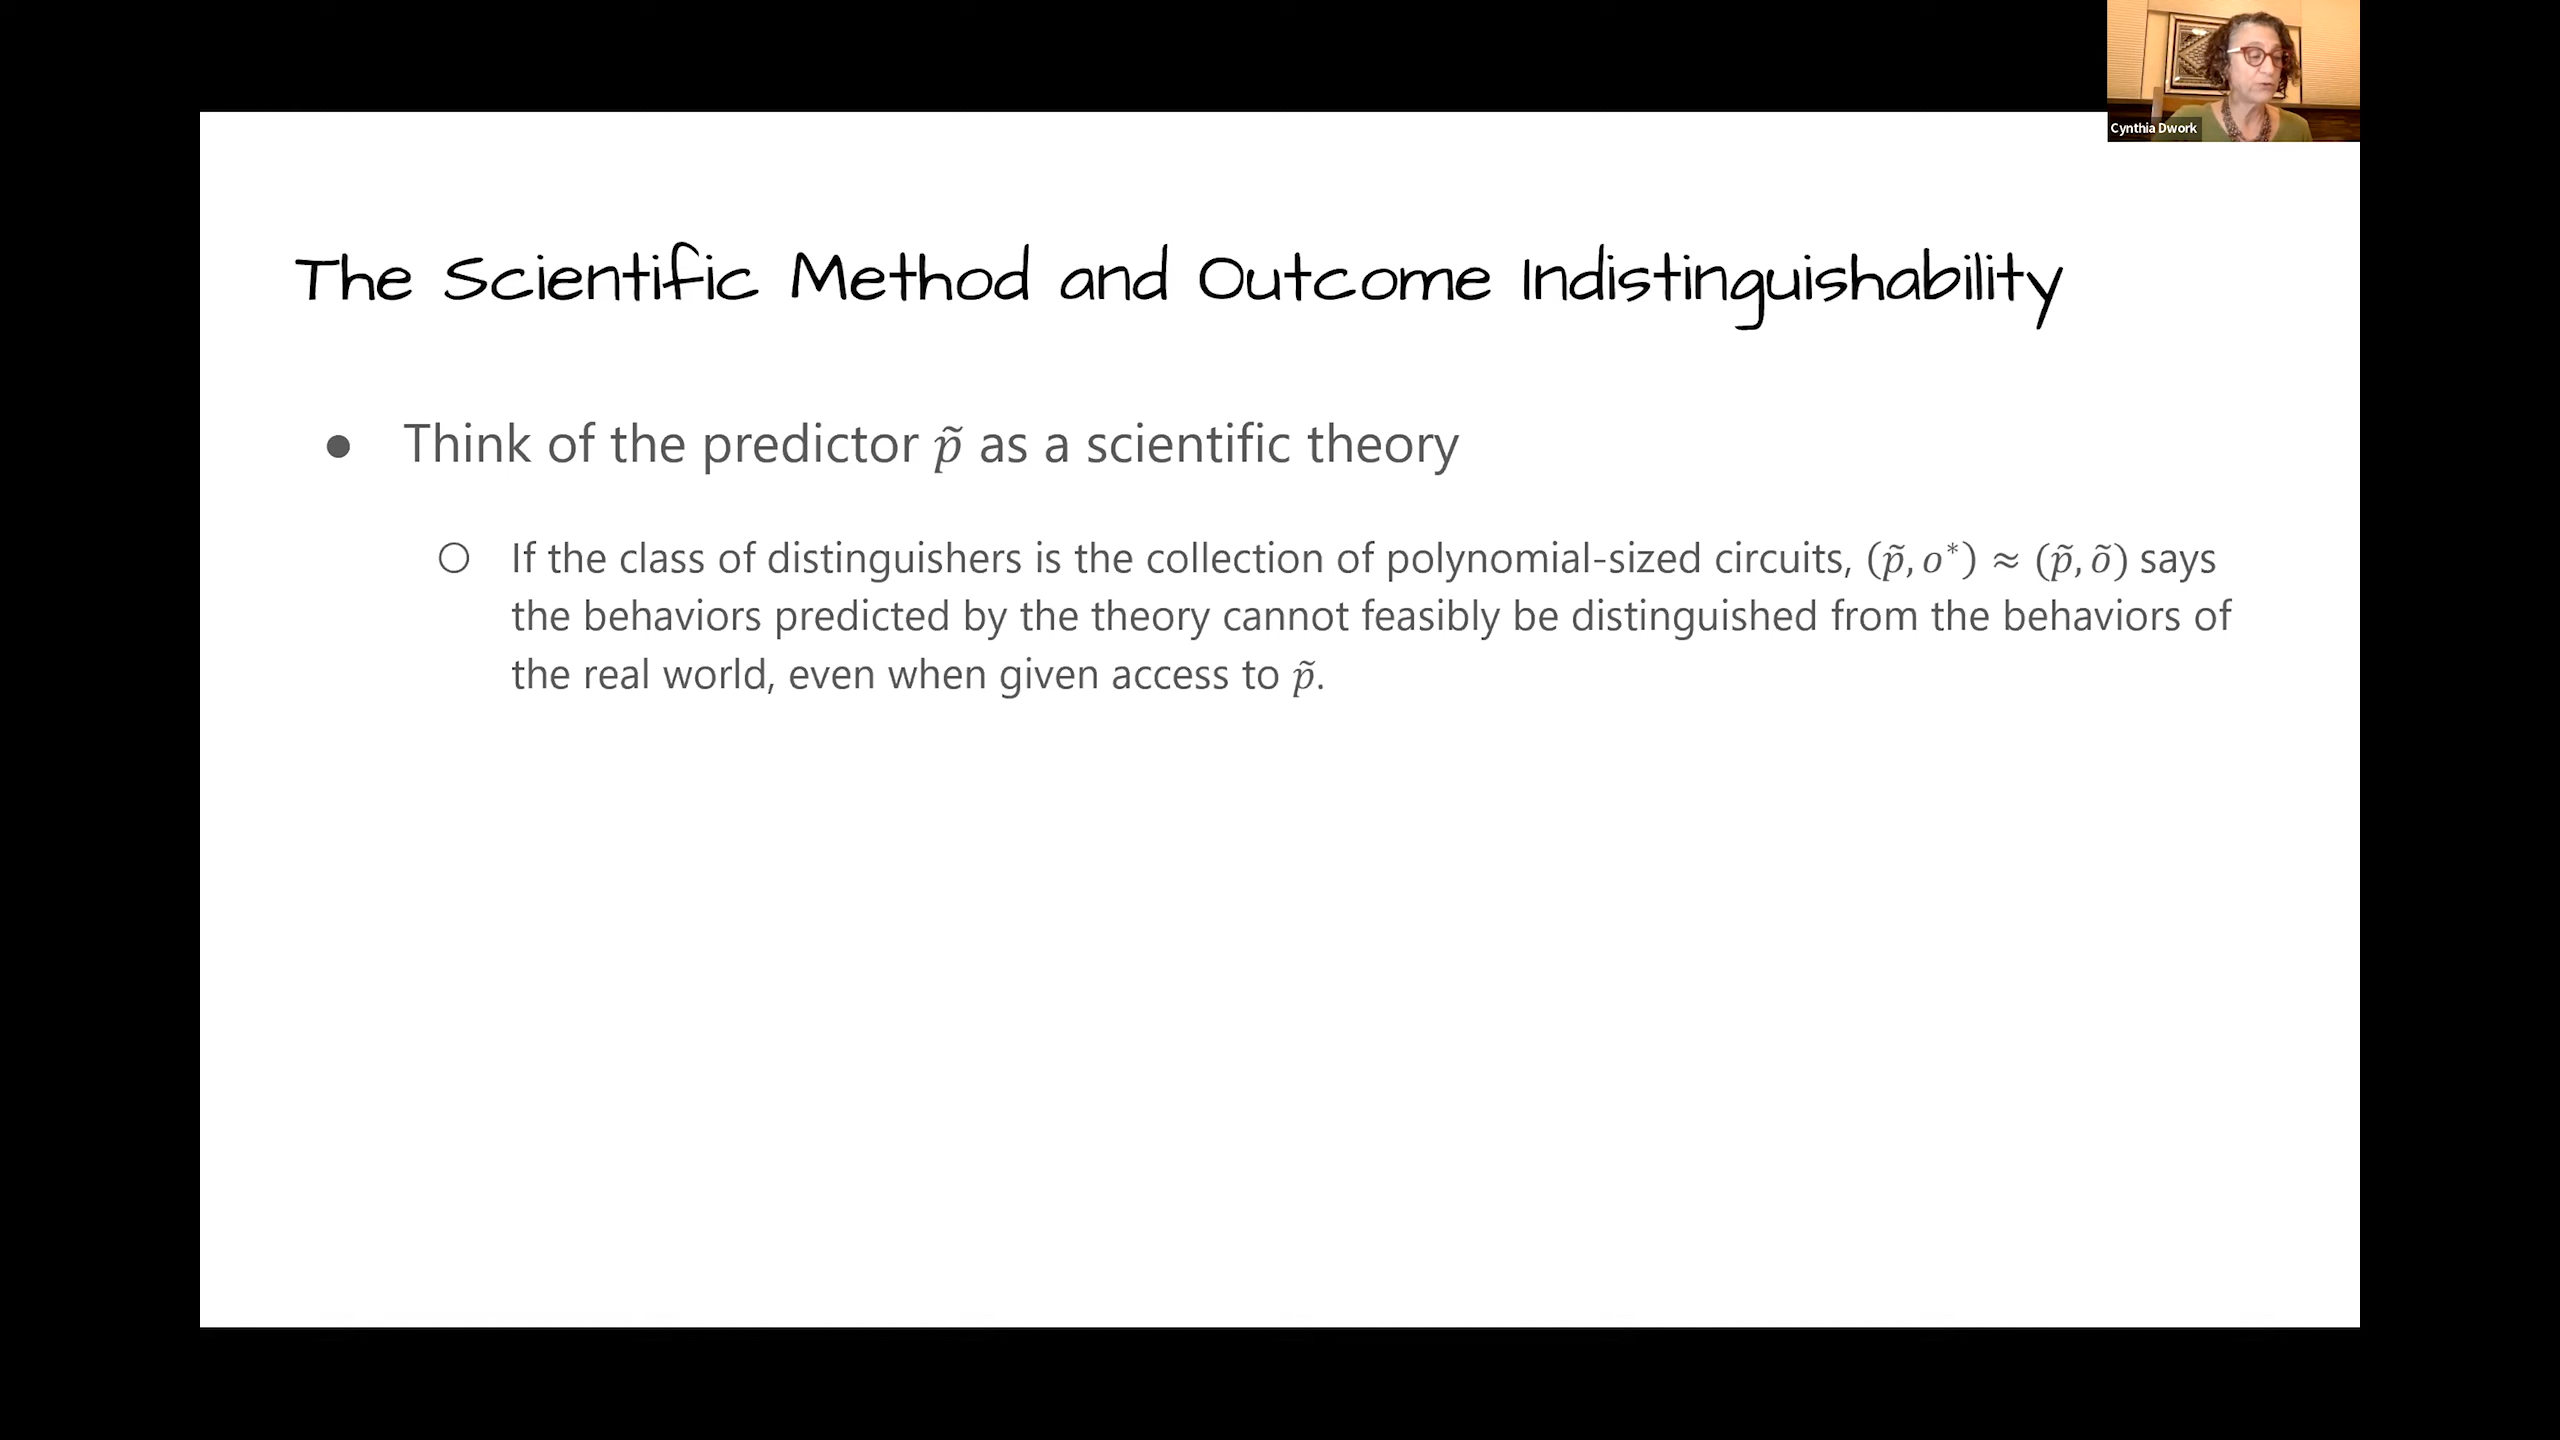 Cynthia Dwork
The Scientific Method and Outcome Indistinguishability
● Think of the predictor p̃ as a scientific theory
○ If the class of distinguishers is the collection of polynomial-sized circuits, (p̃, o*) ≈ (p̃, õ) says
the behaviors predicted by the theory cannot feasibly be distinguished from the behaviors of
the real world, even when given access to p̃.